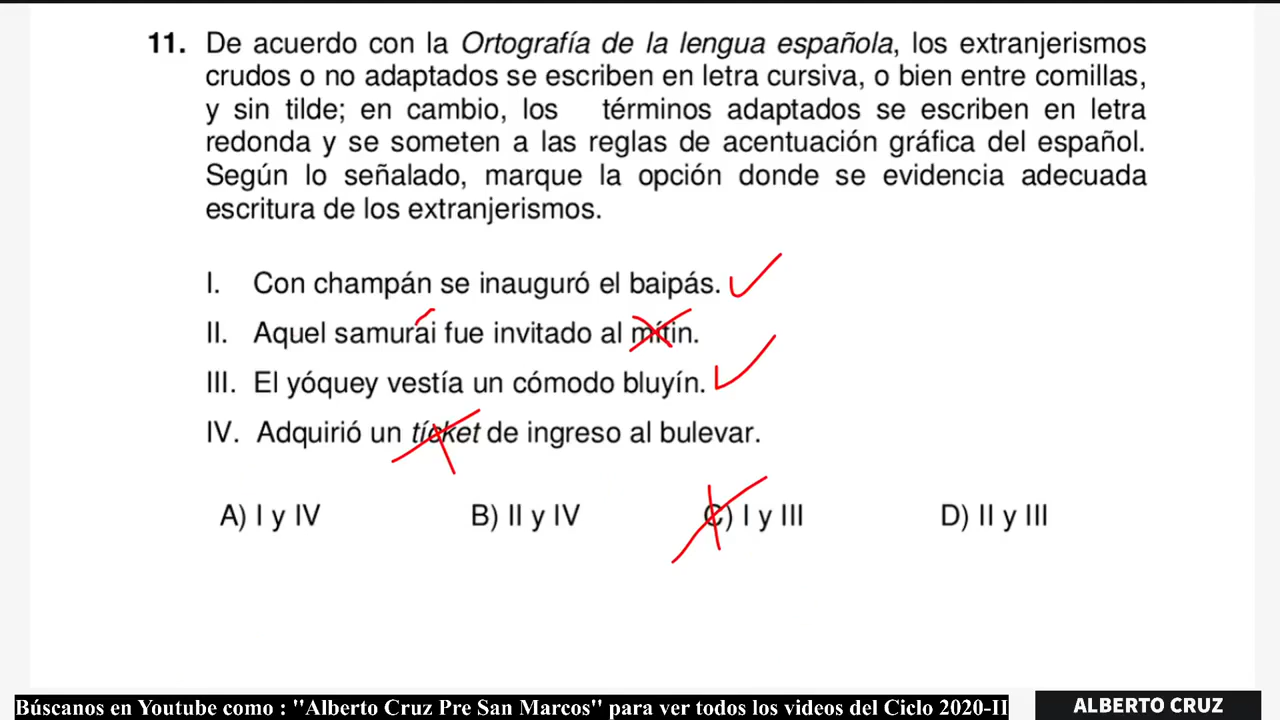 11. De acuerdo con la Ortografía de la lengua española, los extranjerismos
crudos o no adaptados se escriben en letra cursiva, o bien entre comillas,
y sin tilde; en cambio, los términos adaptados se escriben en letra
redonda y se someten a las reglas de acentuación gráfica del español.
Según lo señalado, marque la opción donde se evidencia adecuada
escritura de los extranjerismos.
I. Con champán se inauguró el baipás.
II. Aquel samurái fue invitado al mítin.
III. El yóquey vestía un cómodo bluyín.
IV. Adquirió un tícket de ingreso al bulevar.
A) I y IV B) II y IV C) I y III D) II y III
Búscanos en Youtube como : "Alberto Cruz Pre San Marcos" para ver todos los videos del Ciclo 2020-II
ALBERTO CRUZ